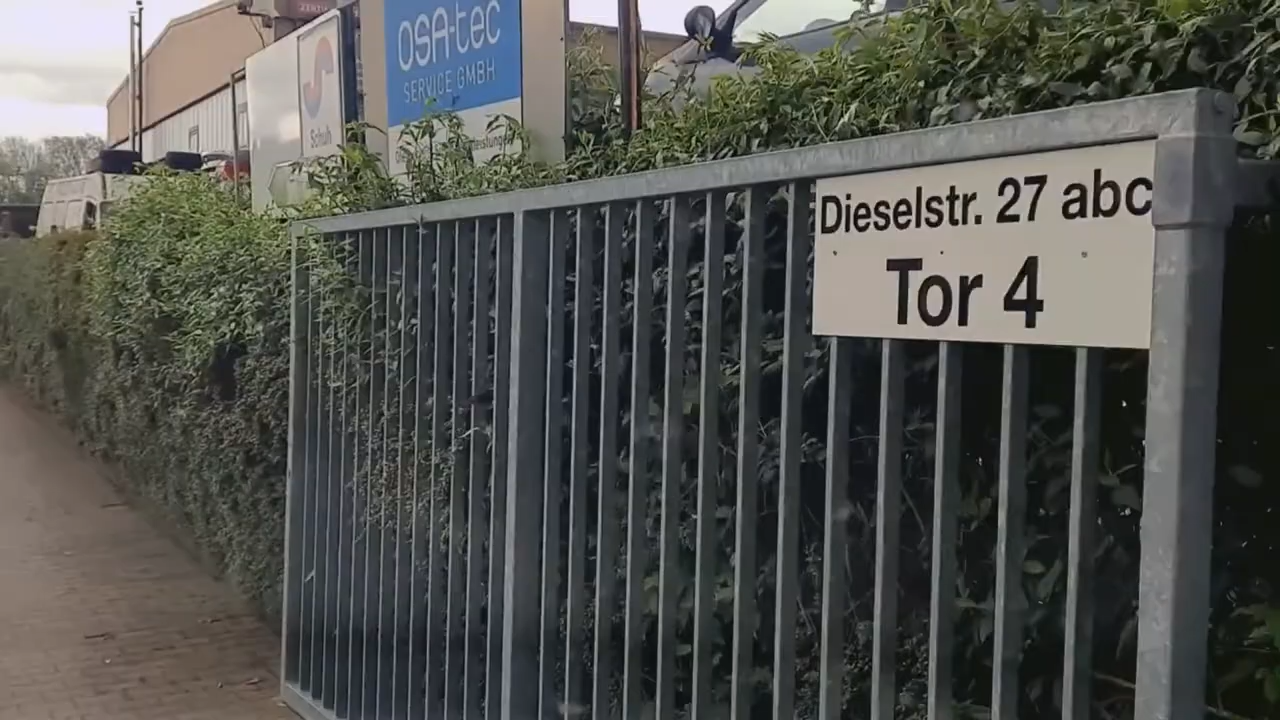 OSA-tec
SERVICE GMBH
Schuh
Dieselstr. 27 abc
Tor 4